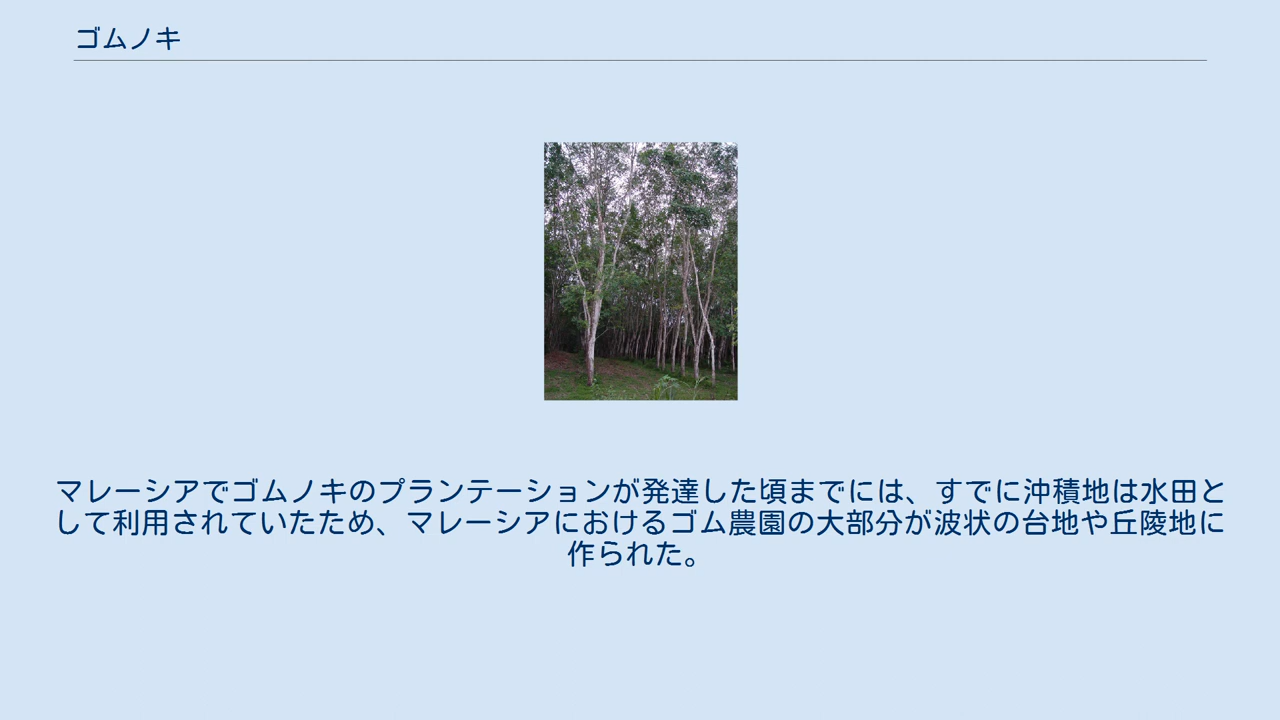 ゴムノキ
マレーシアでゴムノキのプランテーションが発達した頃までには、すでに沖積地は水田と
して利用されていたため、マレーシアにおけるゴム農園の大部分が波状の台地や丘陵地に
作られた。